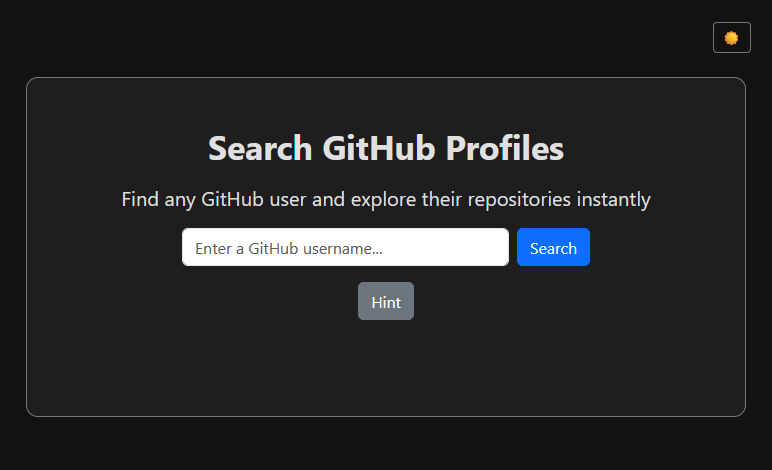 Search GitHub Profiles
Find any GitHub user and explore their repositories instantly
Enter a GitHub username...
Search
Hint